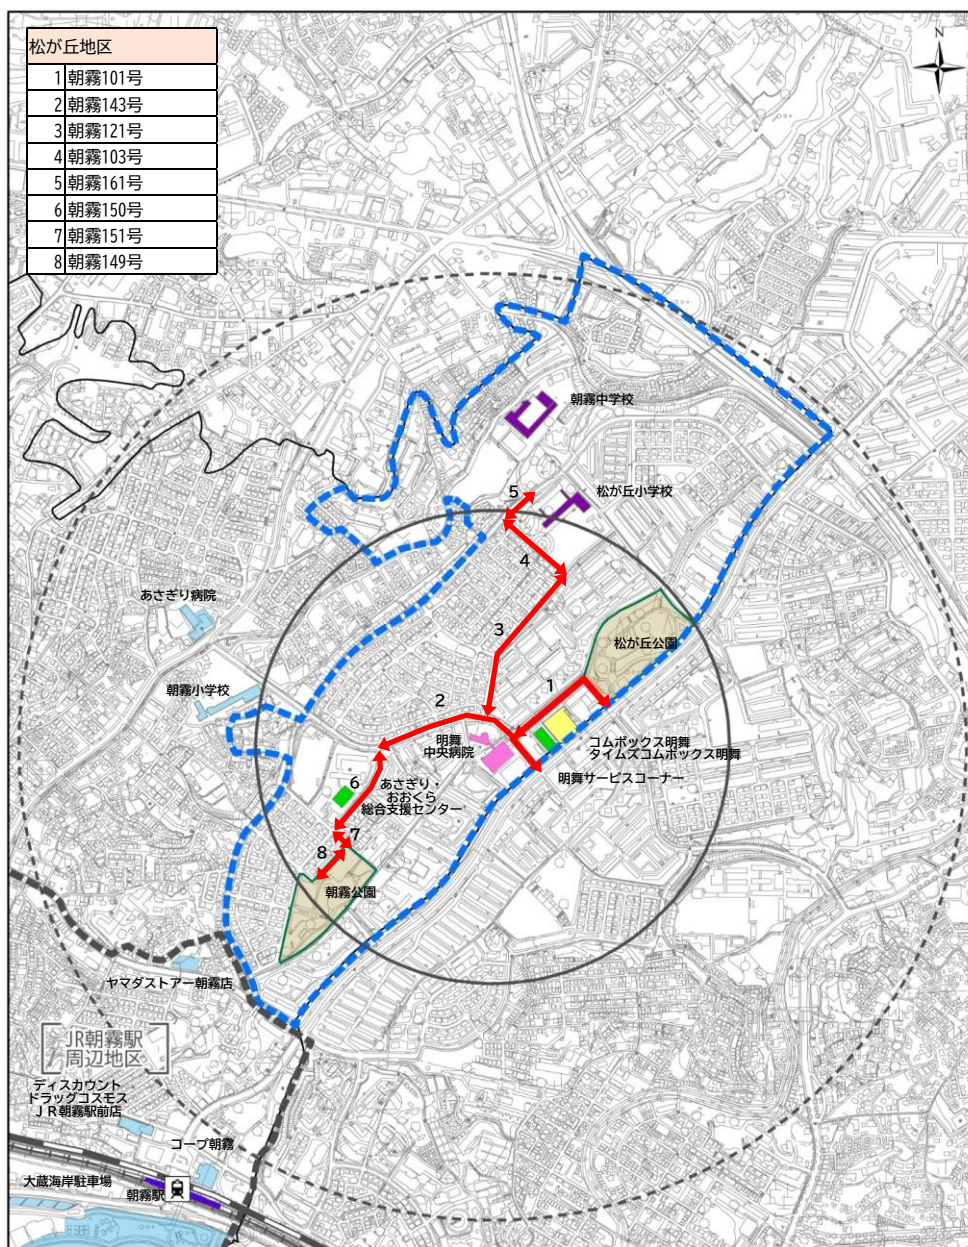 松が丘地区
1 朝霧101号
2 朝霧143号
3 朝霧121号
4 朝霧103号
5 朝霧161号
6 朝霧150号
7 朝霧151号
8 朝霧149号
N
朝霧中学校
5
松が丘小学校
4
あさぎり病院
3
松が丘公園
朝霧小学校
1
2
明舞
中央病院
コムボックス明舞
タイムズコムボックス明舞
明舞サービスコーナー
6
あさぎり・
おおくら
総合支援センター
7
8
朝霧公園
ヤマダストアー朝霧店
JR朝霧駅
周辺地区
ディスカウント
ドラッグコスモス
JR朝霧駅前店
コープ朝霧
大蔵海岸駐車場
朝霧駅